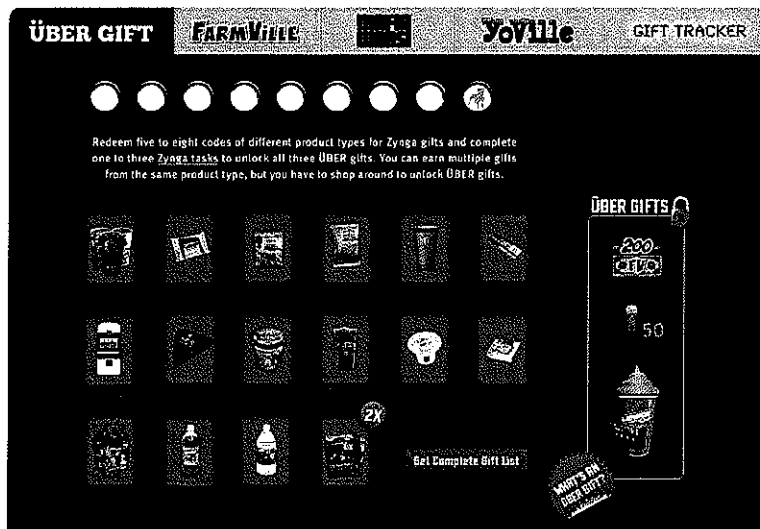 ÜBER GIFT
FARMVILLE
YoVille
GIFT TRACKER
Redeem five to eight codes of different product types for Zynga gifts and complete
one to three Zynga tasks to unlock all three ÜBER gifts. You can earn multiple gifts
from the same product type, but you have to shop around to unlock ÜBER gifts.
ÜBER GIFTS
200
50
2X
Get Complete Gift List
WHAT'S AN
ÜBER GIFT?